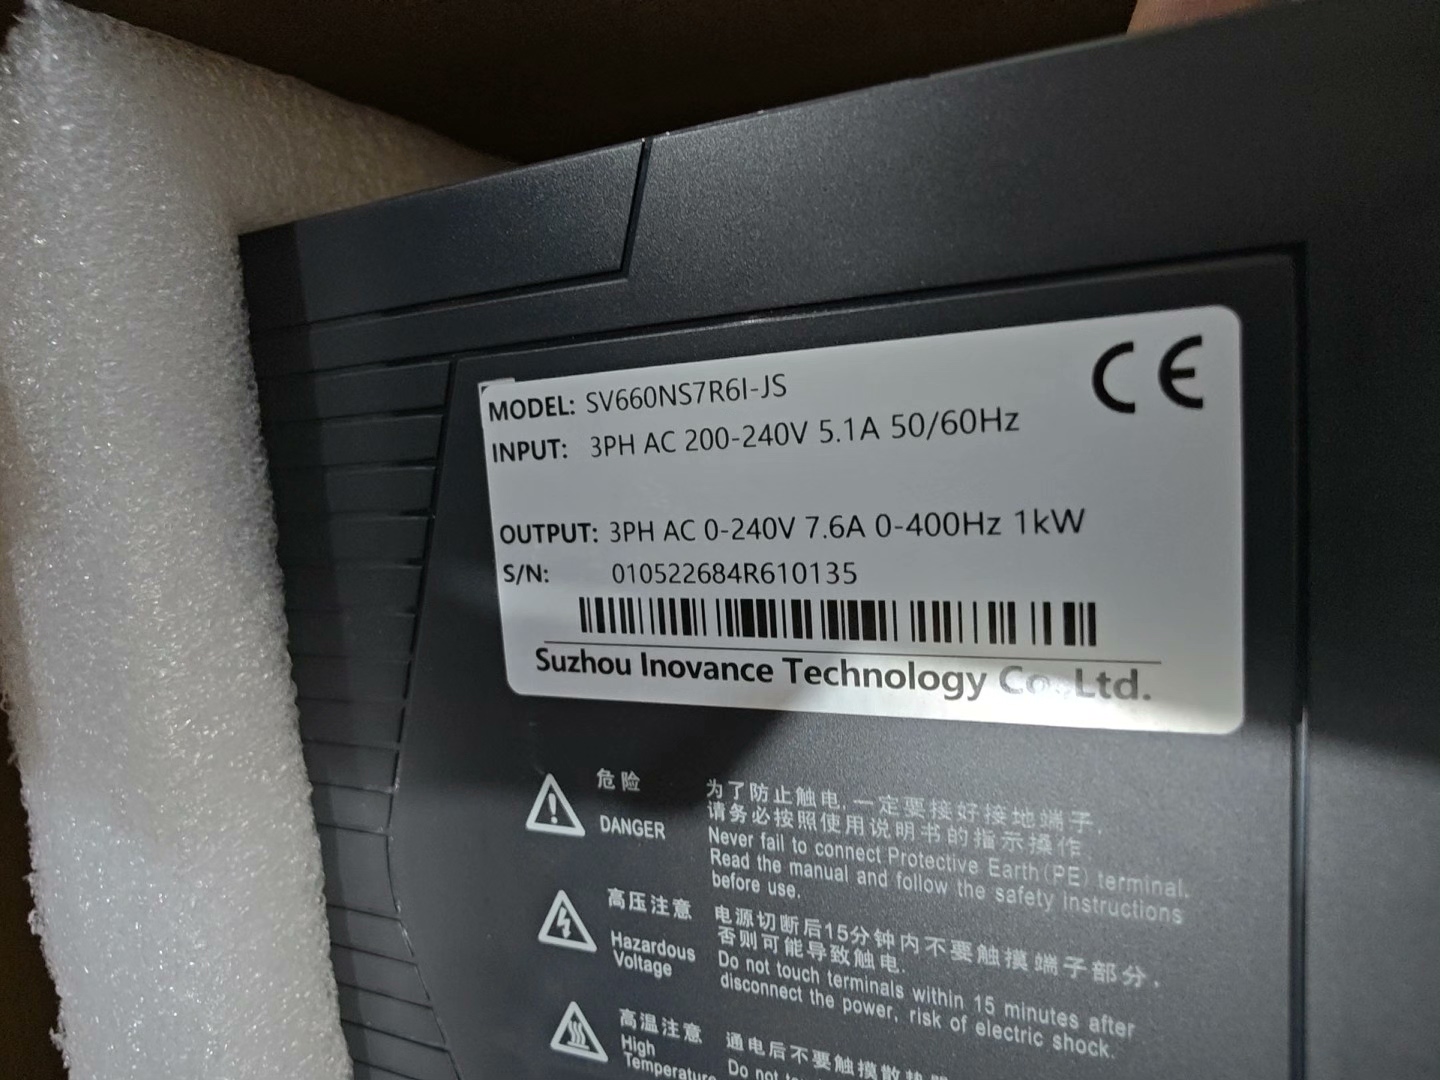 CE
MODEL: SV660NS7R6I-JS
INPUT: 3PH AC 200-240V 5.1A 50/60Hz
OUTPUT: 3PH AC 0-240V 7.6A 0-400Hz 1kW
S/N: 010522684R610135
Suzhou Inovance Technology Co.,Ltd.
危险
DANGER
为了防止触电,一定要接好接地端子,
请务必按照使用说明书的指示操作.
Never fail to connect Protective Earth(PE) terminal.
Read the manual and follow the safety instructions
before use.
高压注意
Hazardous
Voltage
电源切断后15分钟内不要触摸端子部分,
否则可能导致触电.
Do not touch terminals within 15 minutes after
disconnect the power, risk of electric shock.
高温注意
High
Temperature
通电后不要触摸散热
Do not